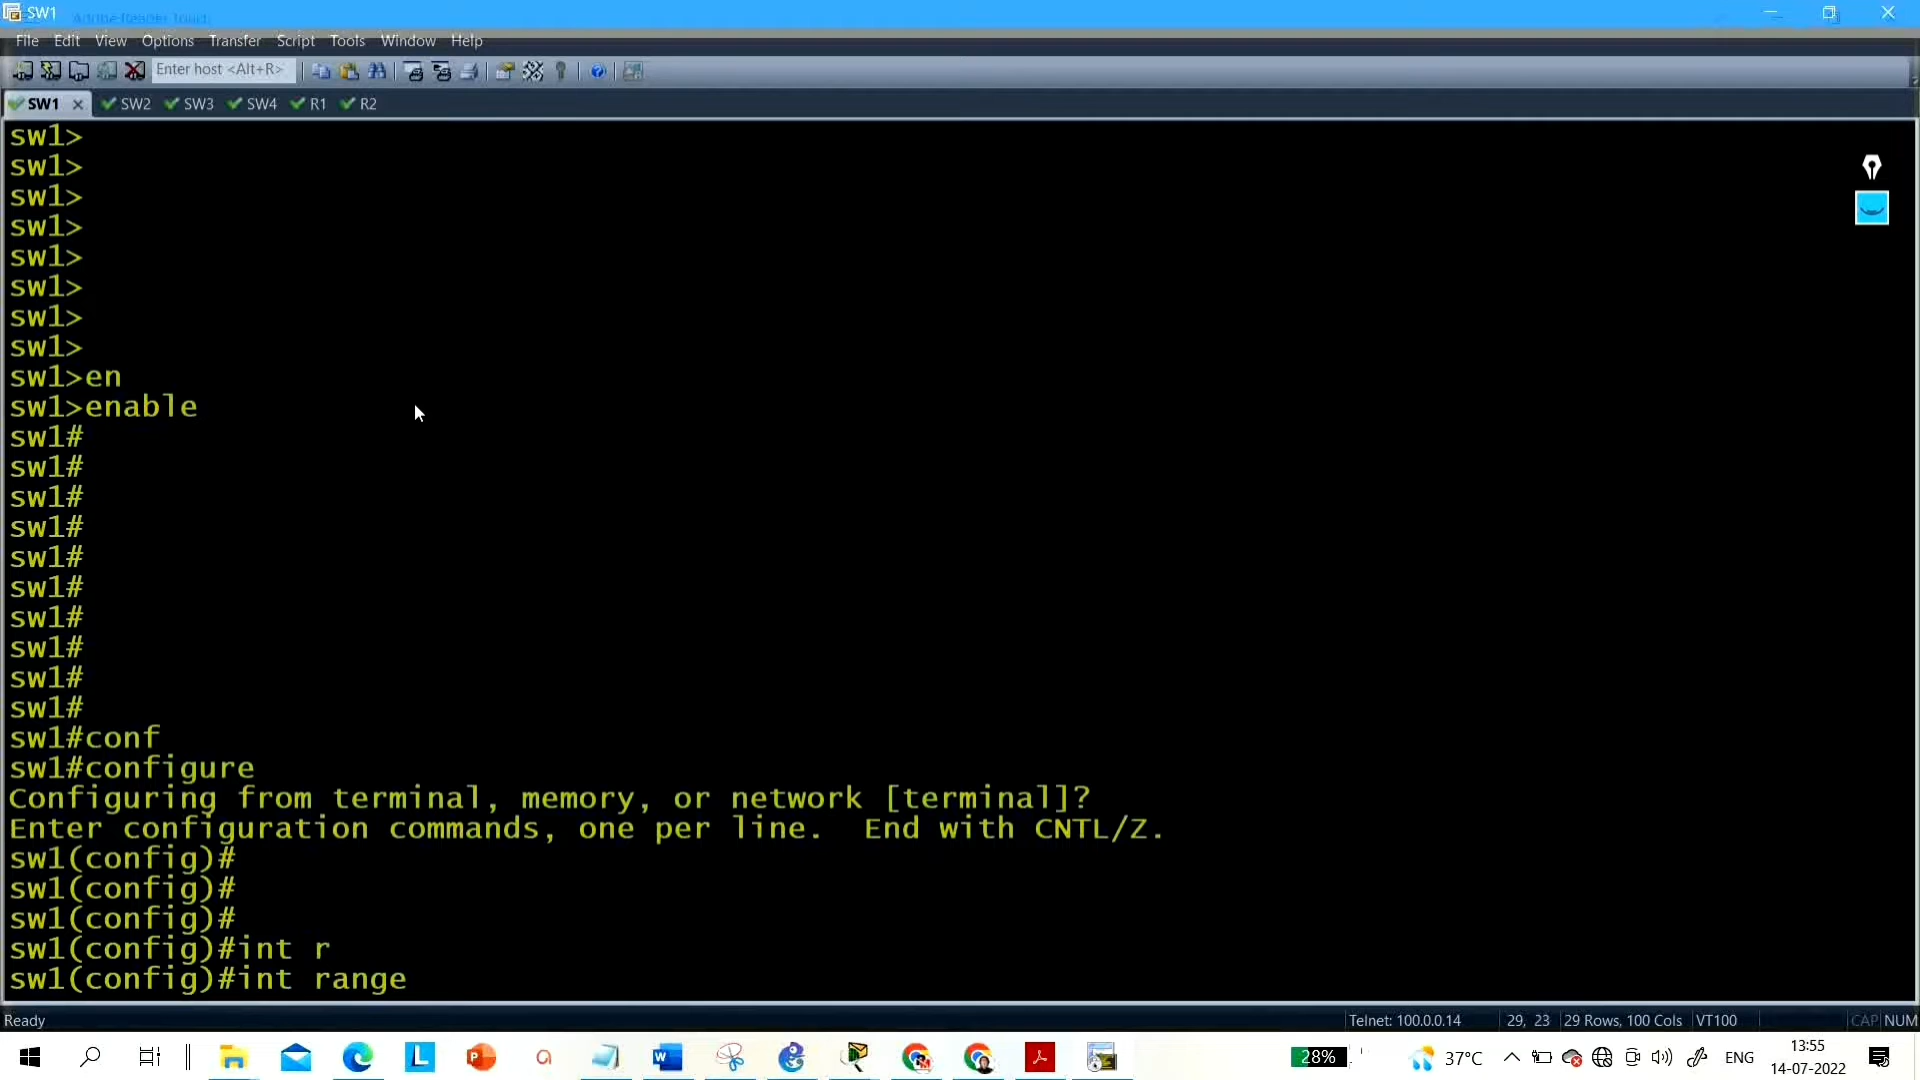 SW1
File Edit View Options Transfer Script Tools Window Help
Enter host <Alt+R>
SW1 SW2 SW3 SW4 R1 R2
sw1>
sw1>
sw1>
sw1>
sw1>
sw1>
sw1>
sw1>
sw1>en
sw1>enable
sw1#
sw1#
sw1#
sw1#
sw1#
sw1#
sw1#
sw1#
sw1#
sw1#
sw1#conf
sw1#configure
Configuring from terminal, memory, or network [terminal]?
Enter configuration commands, one per line.  End with CNTL/Z.
sw1(config)#
sw1(config)#
sw1(config)#
sw1(config)#int r
sw1(config)#int range
Ready Telnet: 100.0.0.14 29, 23 29 Rows, 100 Cols VT100 CAP NUM
28% 37°C ENG 13:55
14-07-2022